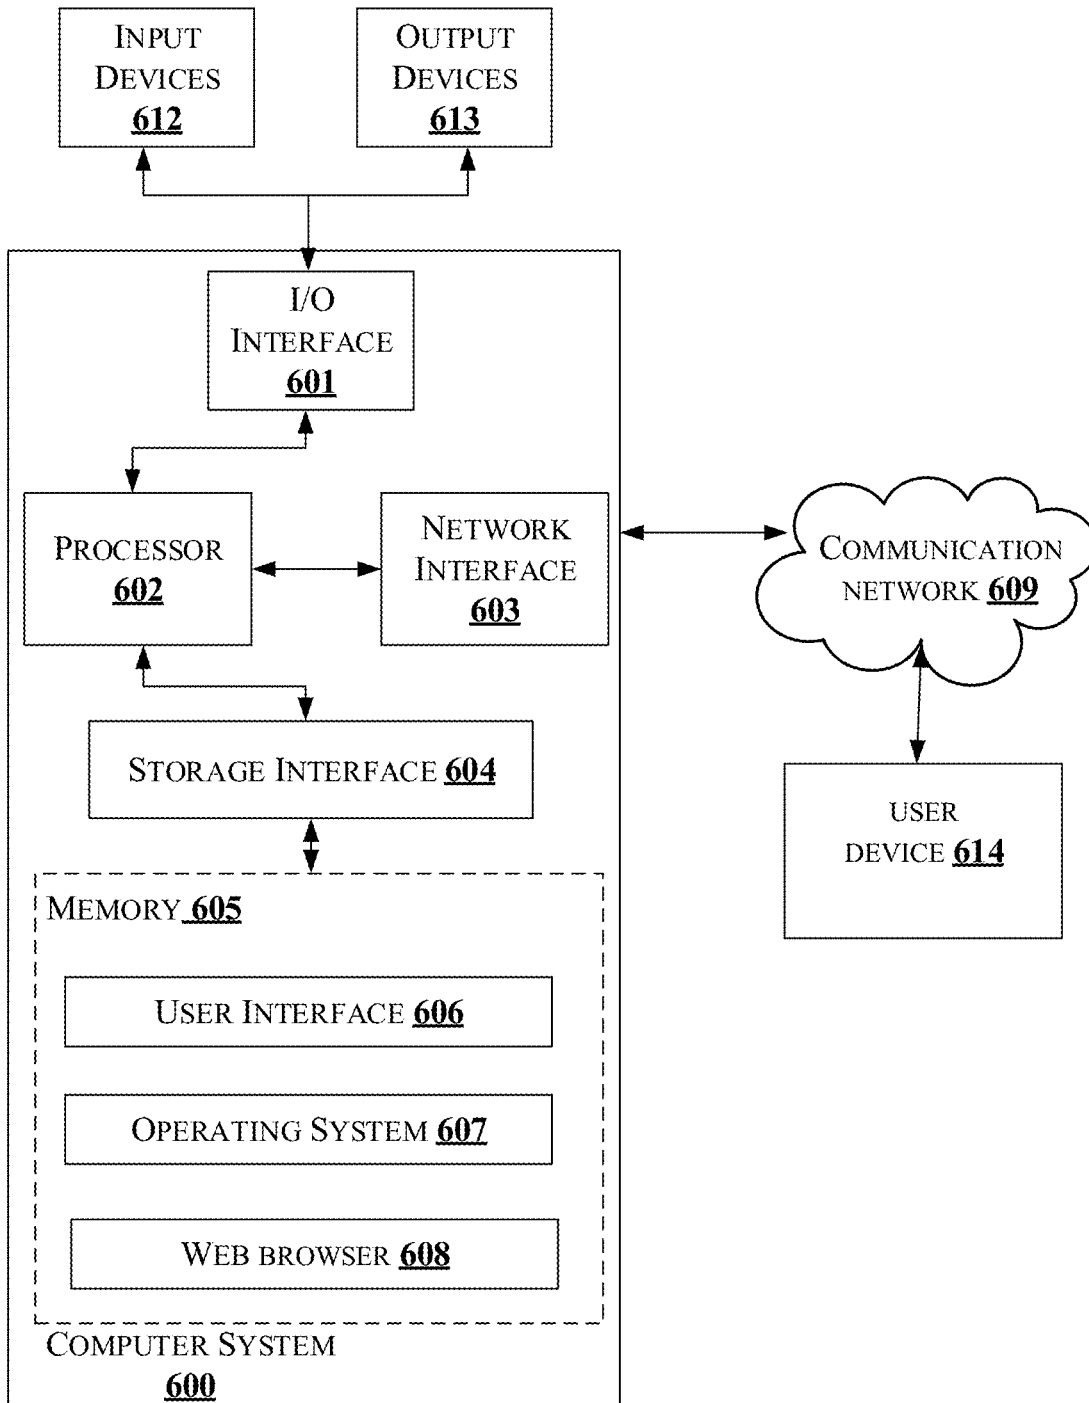 INPUT
DEVICES
612
OUTPUT
DEVICES
613
I/O
INTERFACE
601
PROCESSOR
602
NETWORK
INTERFACE
603
COMMUNICATION
NETWORK 609
STORAGE INTERFACE 604
USER
DEVICE 614
MEMORY 605
USER INTERFACE 606
OPERATING SYSTEM 607
WEB BROWSER 608
COMPUTER SYSTEM
600